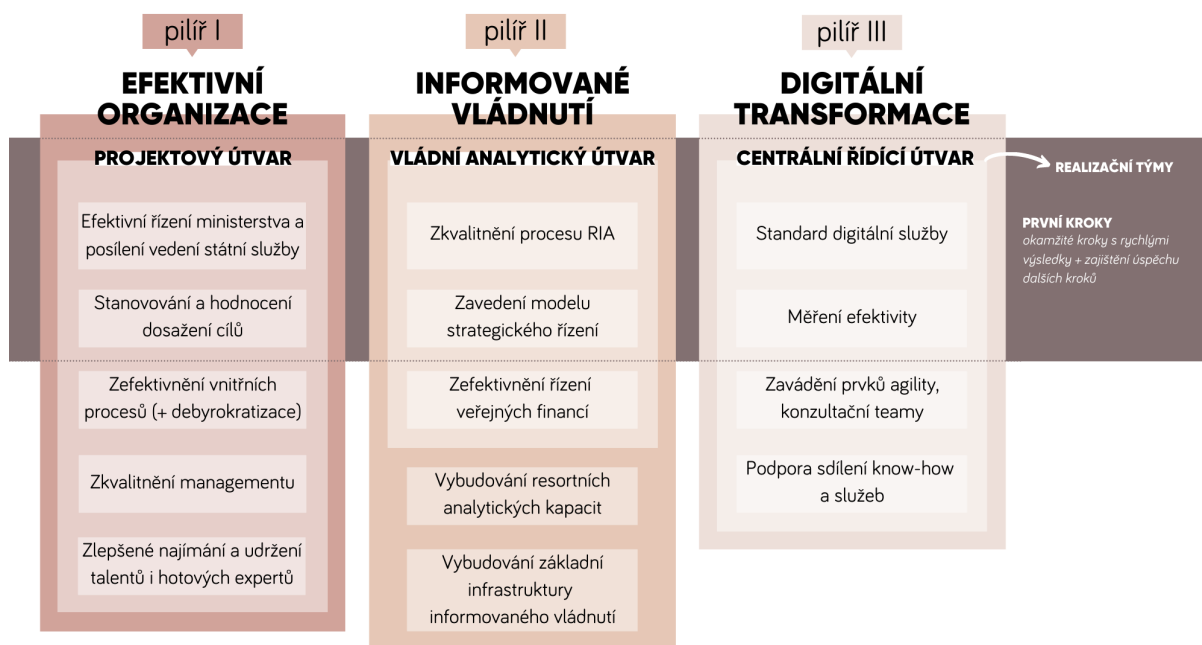 pilíř I
EFEKTIVNÍ
ORGANIZACE
PROJEKTOVÝ ÚTVAR
Efektivní řízení ministerstva a
posílení vedení státní služby
Stanovování a hodnocení
dosažení cílů
Zefektivnění vnitřních
procesů (+ debyrokratizace)
Zkvalitnění managementu
Zlepšené najímání a udržení
talentů i hotových expertů
pilíř II
INFORMOVANÉ
VLÁDNUTÍ
VLÁDNÍ ANALYTICKÝ ÚTVAR
Zkvalitnění procesu RIA
Zavedení modelu
strategického řízení
Zefektivnění řízení
veřejných financí
Vybudování resortních
analytických kapacit
Vybudování základní
infrastruktury
informovaného vládnutí
pilíř III
DIGITÁLNÍ
TRANSFORMACE
CENTRÁLNÍ ŘÍDÍCÍ ÚTVAR
Standard digitální služby
Měření efektivity
Zavádění prvků agility,
konzultační teamy
Podpora sdílení know-how
a služeb
REALIZAČNÍ TÝMY
PRVNÍ KROKY
okamžité kroky s rychlými
výsledky + zajištění úspěchu
dalších kroků